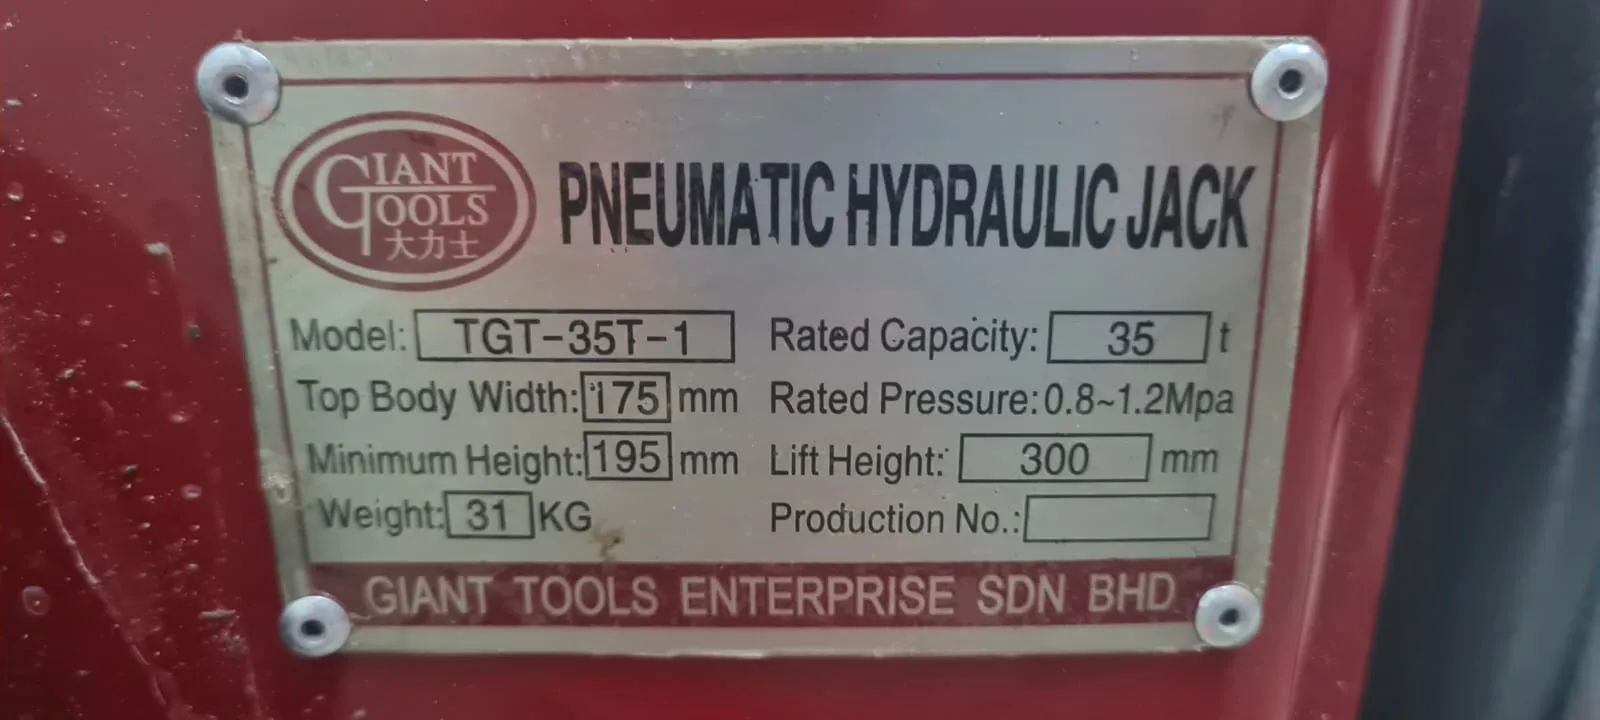 GIANT
TOOLS
大力士
PNEUMATIC HYDRAULIC JACK
Model: TGT-35T-1 Rated Capacity: 35 t
Top Body Width: 175 mm Rated Pressure: 0.8~1.2Mpa
Minimum Height: 195 mm Lift Height: 300 mm
Weight: 31 KG Production No.:
GIANT TOOLS ENTERPRISE SDN BHD